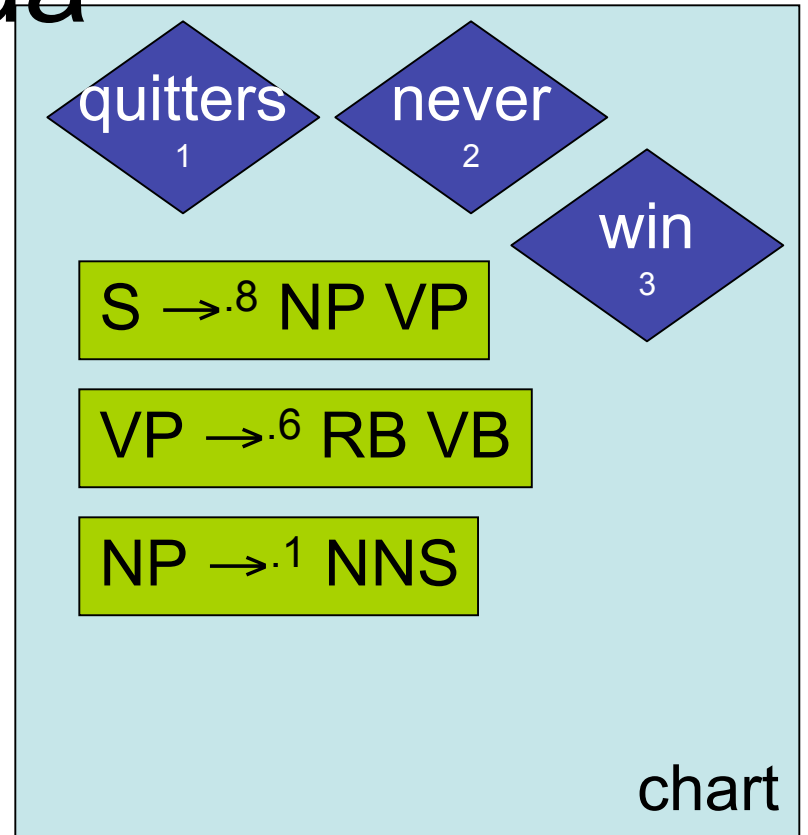 quitters
1
never
2
win
3
S →.8 NP VP
VP →.6 RB VB
NP →.1 NNS
chart